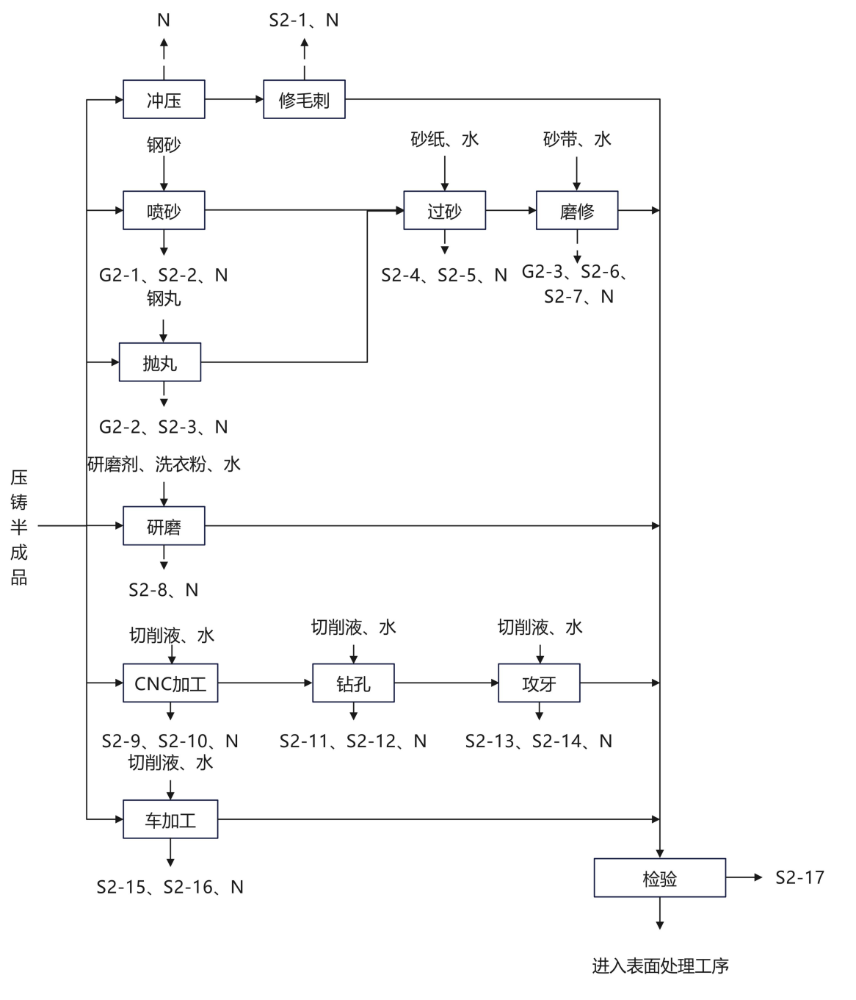 N
S2-1、N
冲压
修毛刺
钢砂
砂纸、水
砂带、水
喷砂
过砂
磨修
G2-1、S2-2、N
S2-4、S2-5、N
G2-3、S2-6、
S2-7、N
钢丸
抛丸
G2-2、S2-3、N
研磨剂、洗衣粉、水
压
铸
半
成
品
研磨
S2-8、N
切削液、水
切削液、水
切削液、水
CNC加工
钻孔
攻牙
S2-9、S2-10、N
S2-11、S2-12、N
S2-13、S2-14、N
切削液、水
车加工
S2-15、S2-16、N
检验
S2-17
进入表面处理工序